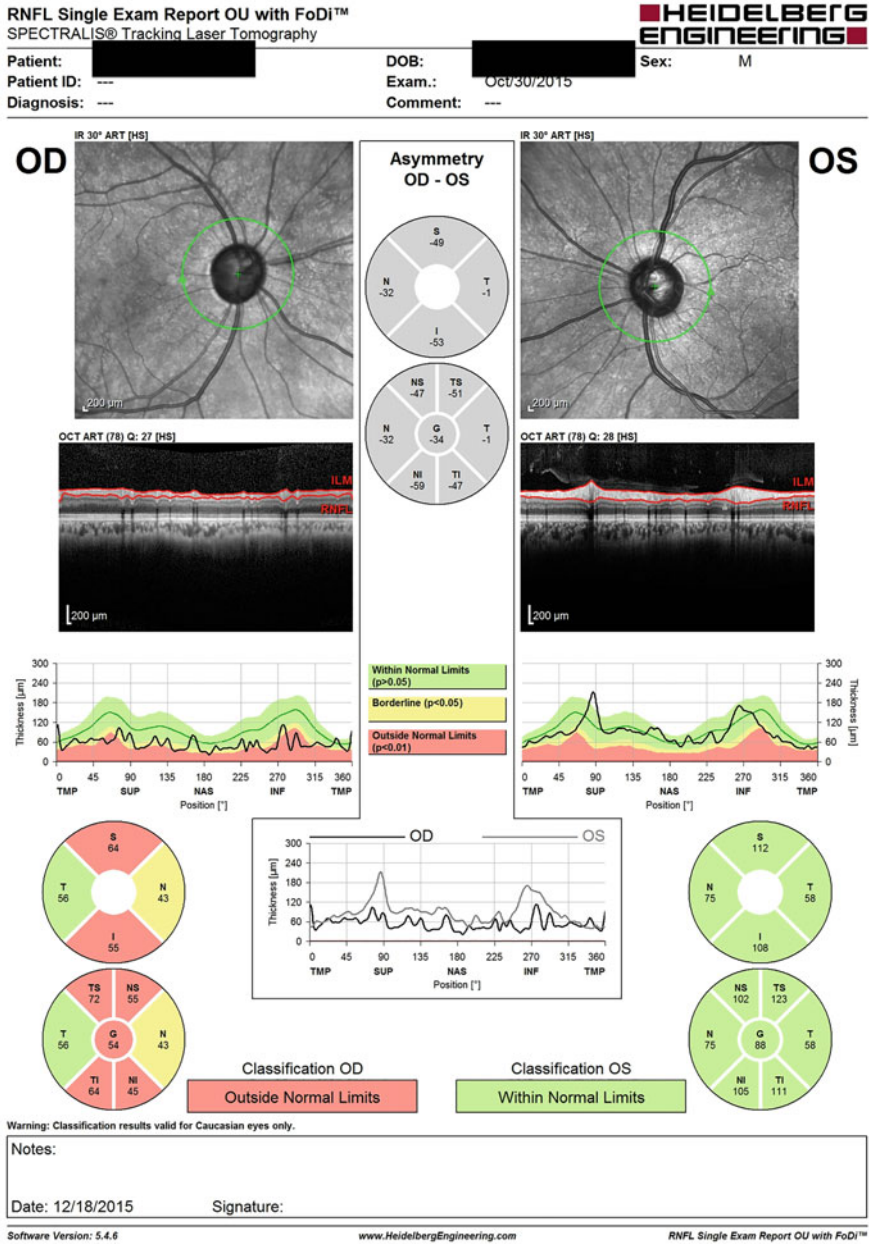 RNFL Single Exam Report OU with FoDi™
SPECTRALIS® Tracking Laser Tomography
HEIDELBERG
ENGINEERING
Patient:
DOB:
Sex: M
Patient ID: ---
Exam.: Oct/30/2015
Diagnosis: ---
Comment: ---
IR 30° ART [HS]
OD
200 µm
OCT ART (78) Q: 27 [HS]
ILM
RNFL
200 µm
Asymmetry
OD - OS
S
-49
N
-32
T
-1
I
-53
NS
-47
TS
-51
N
-32
G
-34
T
-1
NI
-59
TI
-47
IR 30° ART [HS]
OS
200 µm
OCT ART (78) Q: 28 [HS]
ILM
RNFL
200 µm
Thickness [µm]
300
240
180
120
60
0
0 45 90 135 180 225 270 315 360
TMP SUP NAS INF TMP
Position [°]
Within Normal Limits
(p>0.05)
Borderline (p<0.05)
Outside Normal Limits
(p<0.01)
300
240
180
120
60
0
Thickness [µm]
0 45 90 135 180 225 270 315 360
TMP SUP NAS INF TMP
Position [°]
S
64
T
56
N
43
I
55
TS
72
NS
55
T
56
G
54
N
43
TI
64
NI
45
OD
OS
Thickness [µm]
300
240
180
120
60
0
0 45 90 135 180 225 270 315 360
TMP SUP NAS INF TMP
Position [°]
S
112
N
75
T
58
I
108
NS
102
TS
123
N
75
G
88
T
58
NI
105
TI
111
Classification OD
Outside Normal Limits
Classification OS
Within Normal Limits
Warning: Classification results valid for Caucasian eyes only.
Notes:
Date: 12/18/2015 Signature:
Software Version: 5.4.6
www.HeidelbergEngineering.com
RNFL Single Exam Report OU with FoDi™